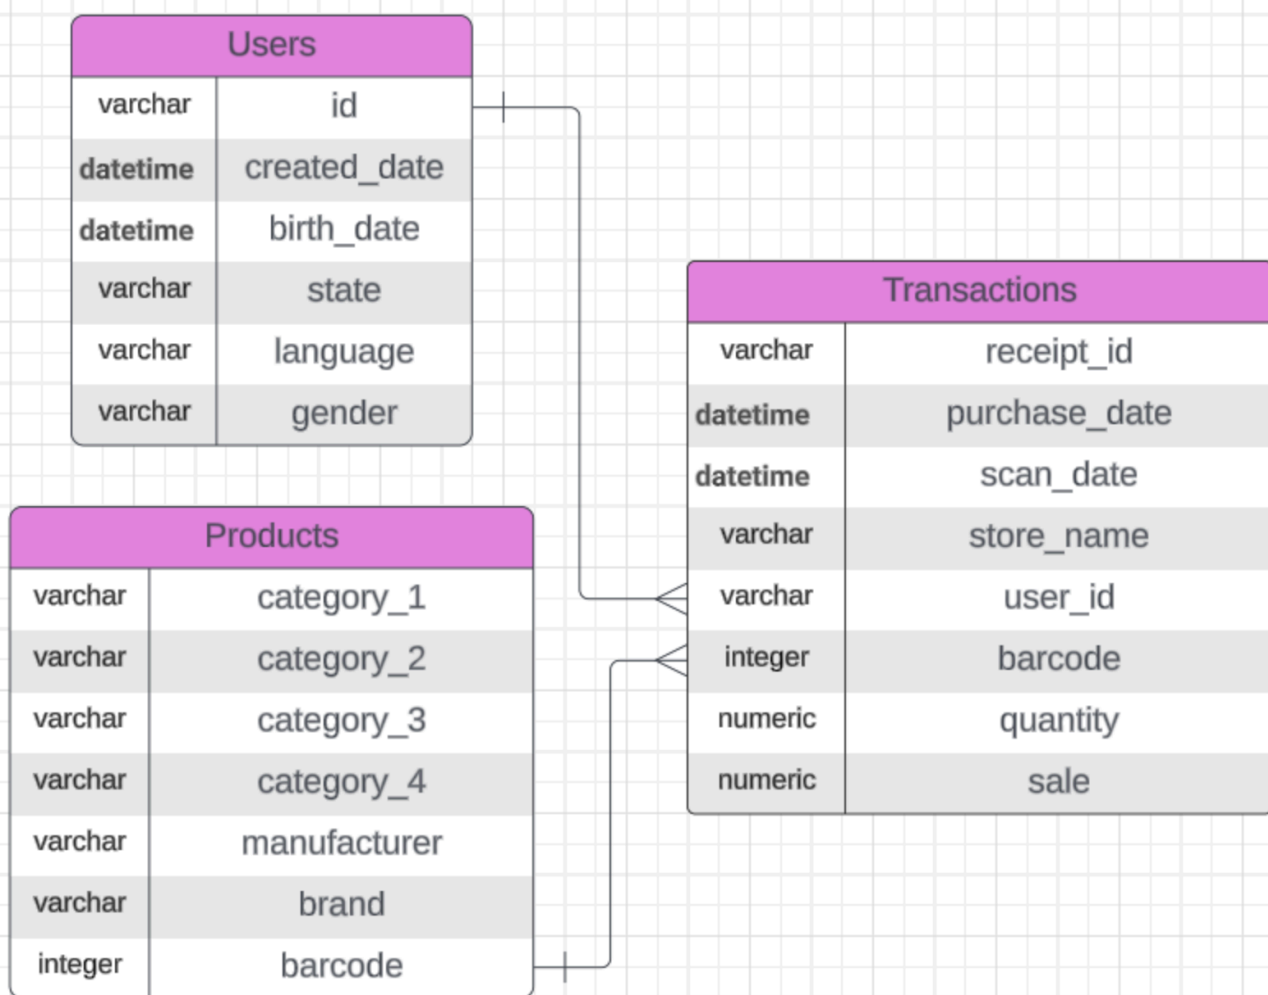 Users
varchar id
datetime created_date
datetime birth_date
varchar state
varchar language
varchar gender
Products
varchar category_1
varchar category_2
varchar category_3
varchar category_4
varchar manufacturer
varchar brand
integer barcode
Transactions
varchar receipt_id
datetime purchase_date
datetime scan_date
varchar store_name
varchar user_id
integer barcode
numeric quantity
numeric sale